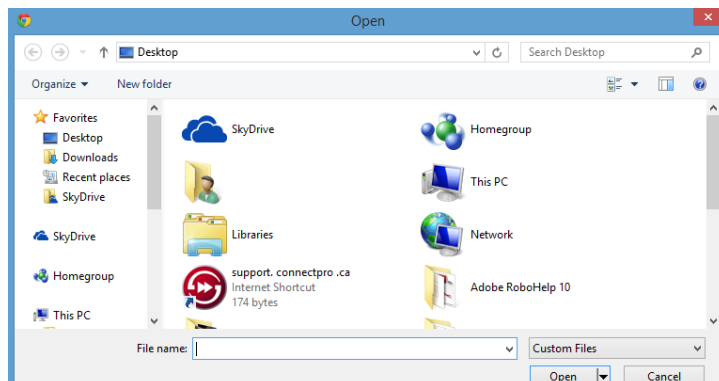 Open
Desktop
Search Desktop
Organize
New folder
Favorites
Desktop
Downloads
Recent places
SkyDrive
SkyDrive
Homegroup
This PC
SkyDrive
Homegroup
This PC
Libraries
Network
support. connectpro .ca
Internet Shortcut
174 bytes
Adobe RoboHelp 10
File name:
Custom Files
Open
Cancel